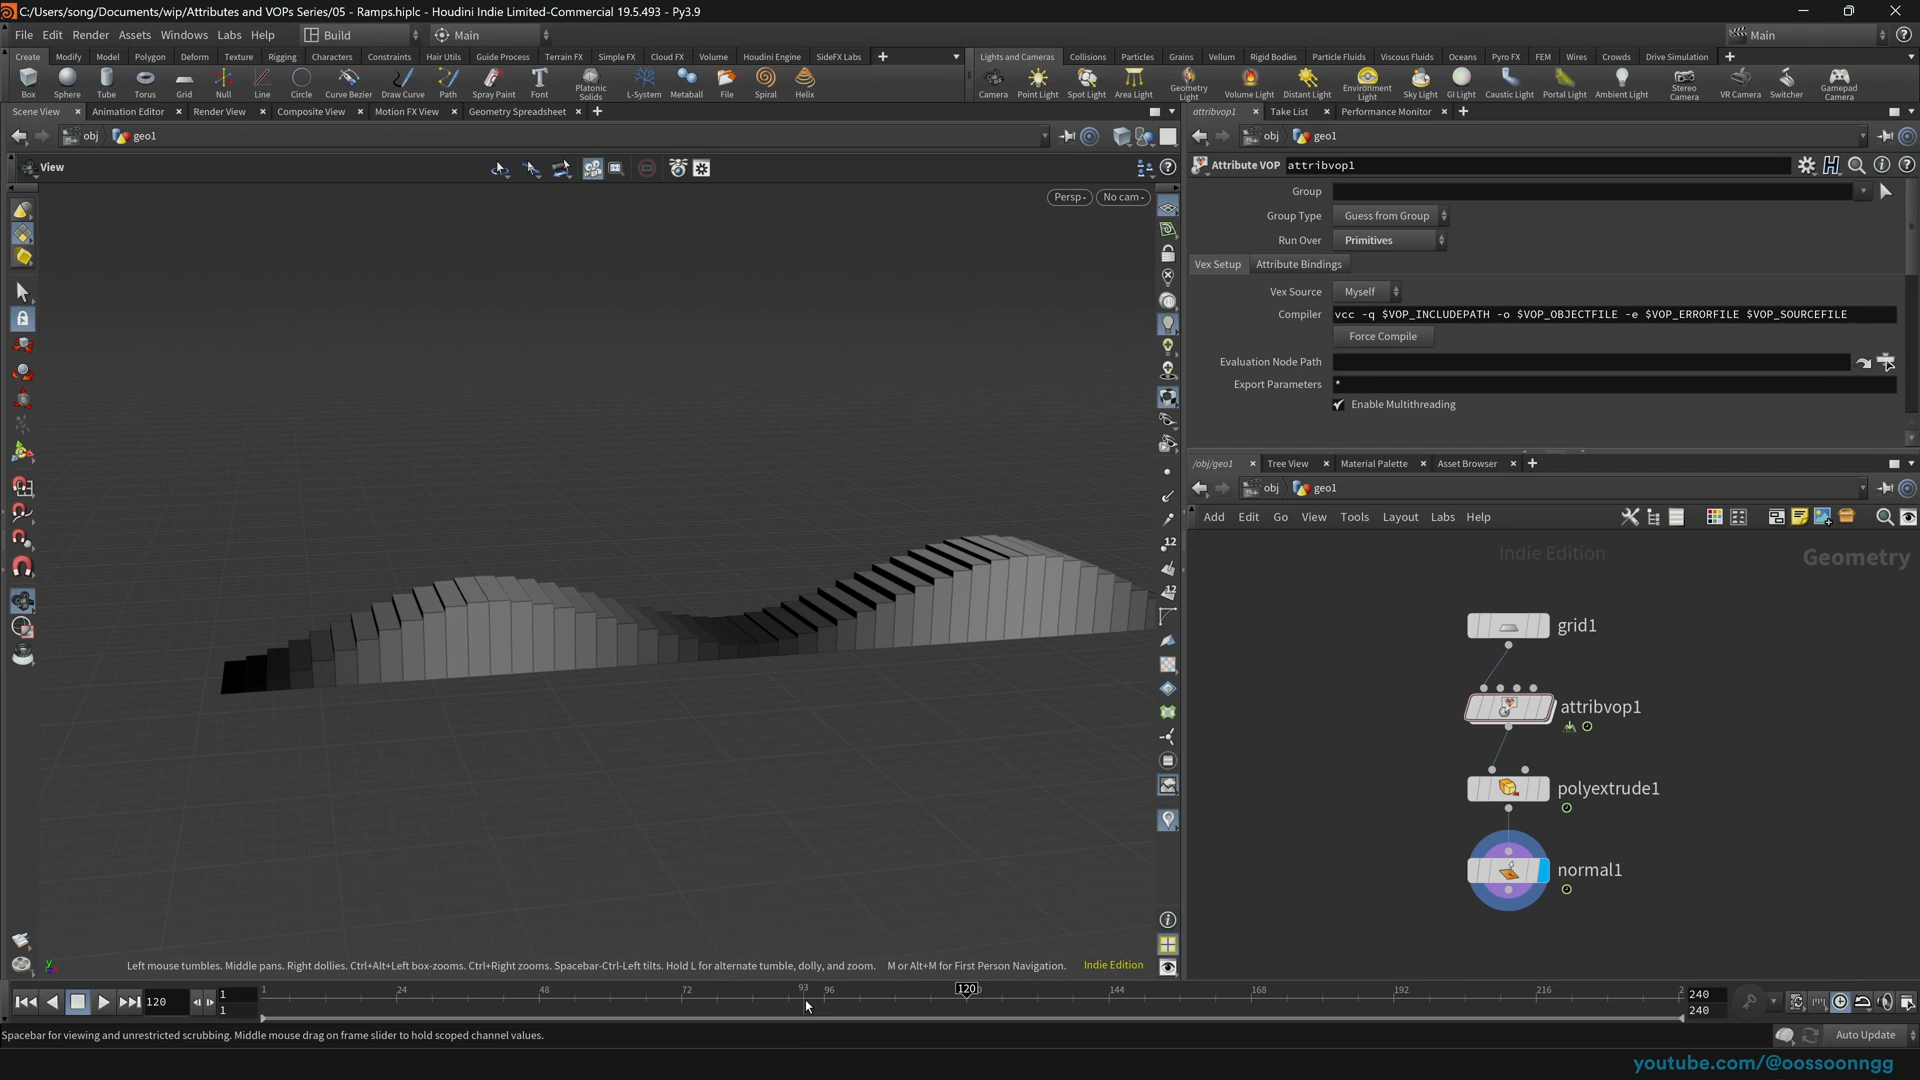 C:/Users/song/Documents/wip/Attributes and VOPs Series/05 - Ramps.hiplc - Houdini Indie Limited-Commercial 19.5.493 - Py3.9
File Edit Render Assets Windows Labs Help Build Main Main
Create Modify Model Polygon Deform Texture Rigging Characters Constraints Hair Utils Guide Process Terrain FX Simple FX Cloud FX Volume Houdini Engine SideFX Labs
Lights and Cameras Collisions Particles Grains Vellum Rigid Bodies Particle Fluids Viscous Fluids Oceans Pyro FX FEM Wires Crowds Drive Simulation
Box Sphere Tube Torus Grid Null Line Circle Curve Bezier Draw Curve Path Spray Paint Font Platonic Solids L-System Metaball File Spiral Helix
Camera Point Light Spot Light Area Light Geometry Light Volume Light Distant Light Environment Light Sky Light GI Light Caustic Light Portal Light Ambient Light Stereo Camera VR Camera Switcher Gamepad Camera
Scene View Animation Editor Render View Composite View Motion FX View Geometry Spreadsheet
attribvop1 Take List Performance Monitor
obj geo1
obj geo1
View
Persp No cam
Attribute VOP attribvop1
Group
Group Type Guess from Group
Run Over Primitives
Vex Setup Attribute Bindings
Vex Source Myself
Compiler vcc -q $VOP_INCLUDEPATH -o $VOP_OBJECTFILE -e $VOP_ERRORFILE $VOP_SOURCEFILE
Force Compile
Evaluation Node Path
Export Parameters *
Enable Multithreading
/obj/geo1 Tree View Material Palette Asset Browser
obj geo1
Add Edit Go View Tools Layout Labs Help
Indie Edition Geometry
grid1
attribvop1
polyextrude1
normal1
12
12
Left mouse tumbles. Middle pans. Right dollies. Ctrl+Alt+Left box-zooms. Ctrl+Right zooms. Spacebar-Ctrl-Left tilts. Hold L for alternate tumble, dolly, and zoom. M or Alt+M for First Person Navigation. Indie Edition
y
120 1 1 1 24 48 72 93 96 120 144 168 192 216 2 240 240
Spacebar for viewing and unrestricted scrubbing. Middle mouse drag on frame slider to hold scoped channel values. Auto Update
youtube.com/@oossoonngg